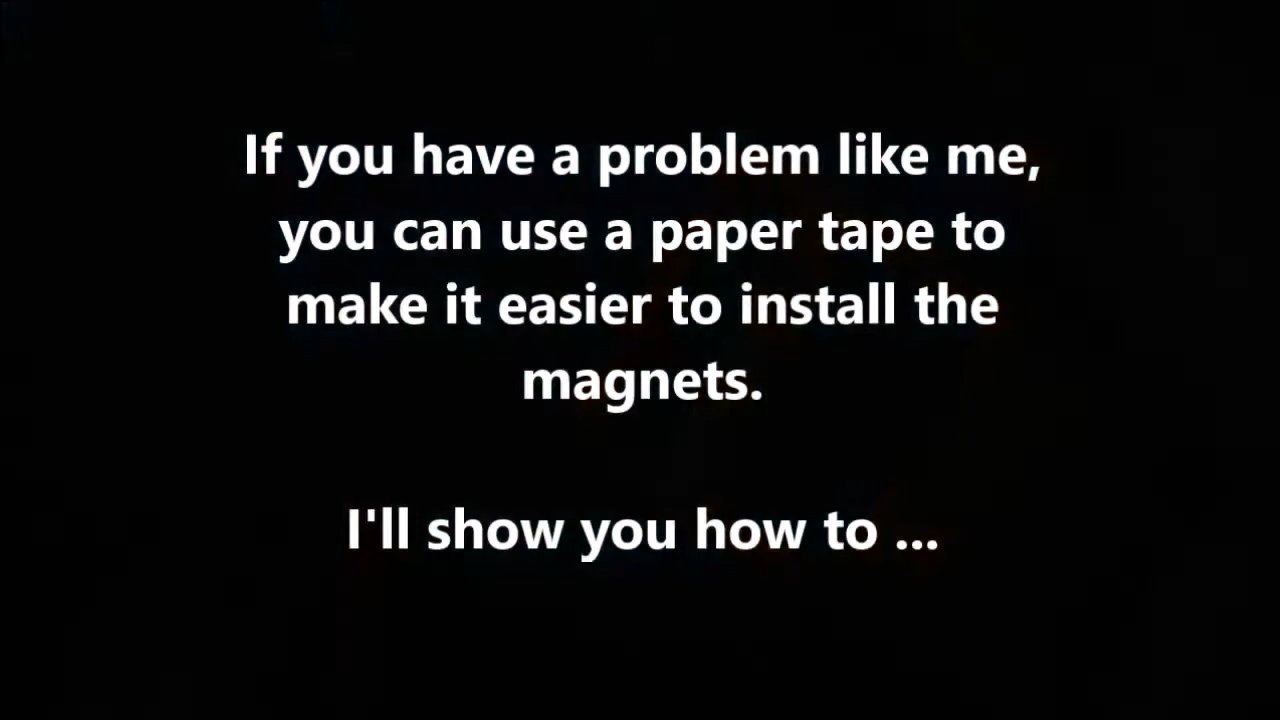 If you have a problem like me,
you can use a paper tape to
make it easier to install the
magnets.
I'll show you how to ...